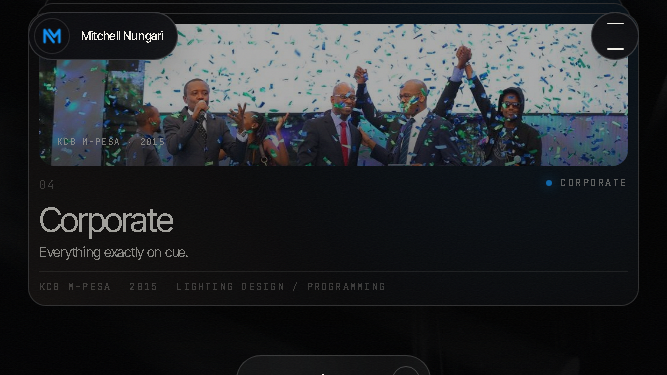 Mitchell Nungari
KCB M-PESA 2015
04
CORPORATE
Corporate
Everything exactly on cue.
KCB M-PESA 2015 LIGHTING DESIGN / PROGRAMMING